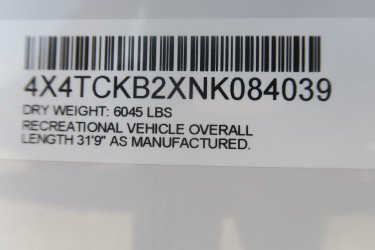 4X4TCKB2XNK084039
DRY WEIGHT: 6045 LBS
RECREATIONAL VEHICLE OVERALL
LENGTH 31'9" AS MANUFACTURED.